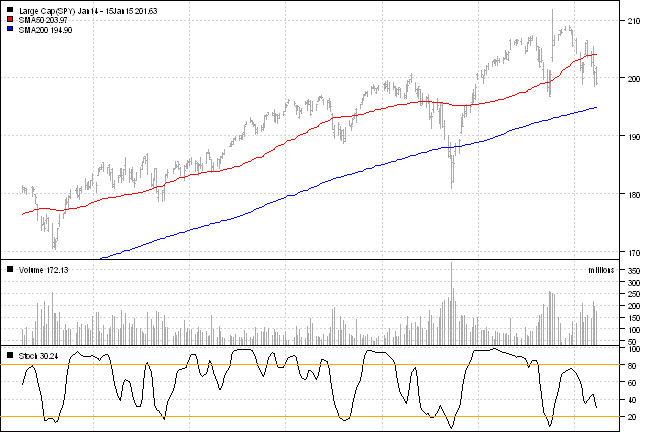 Large Cap(SPY) Jan14 - 15Jan15 201.63
SMA50 203.97
SMA200 194.90
210
200
190
180
170
Volume 172.13
millions
350
300
250
200
150
100
50
Stoch 30.24
100
80
60
40
20